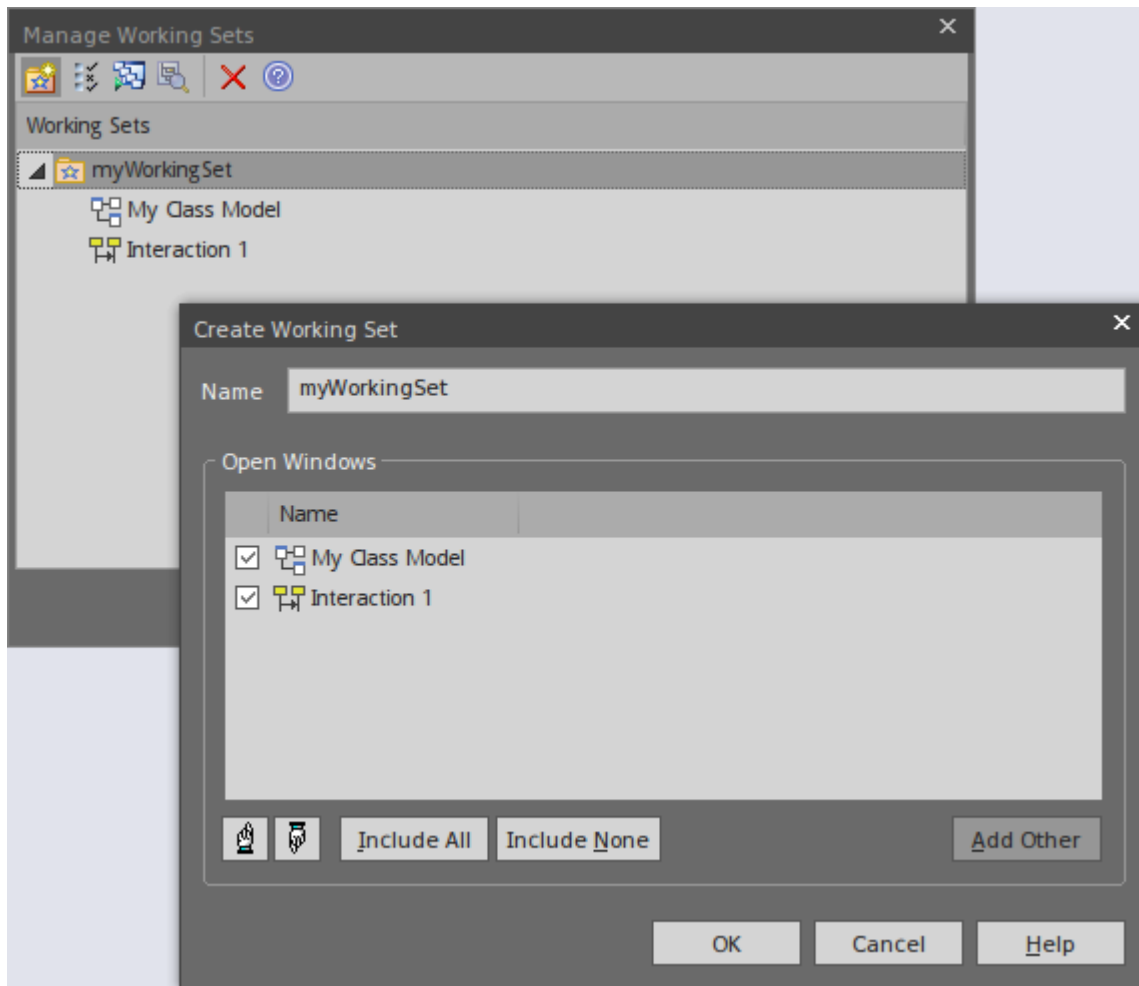 Manage Working Sets
Working Sets
myWorkingSet
My Class Model
Interaction 1
Create Working Set
Name myWorkingSet
Open Windows
Name
My Class Model
Interaction 1
Include All Include None Add Other
OK Cancel Help